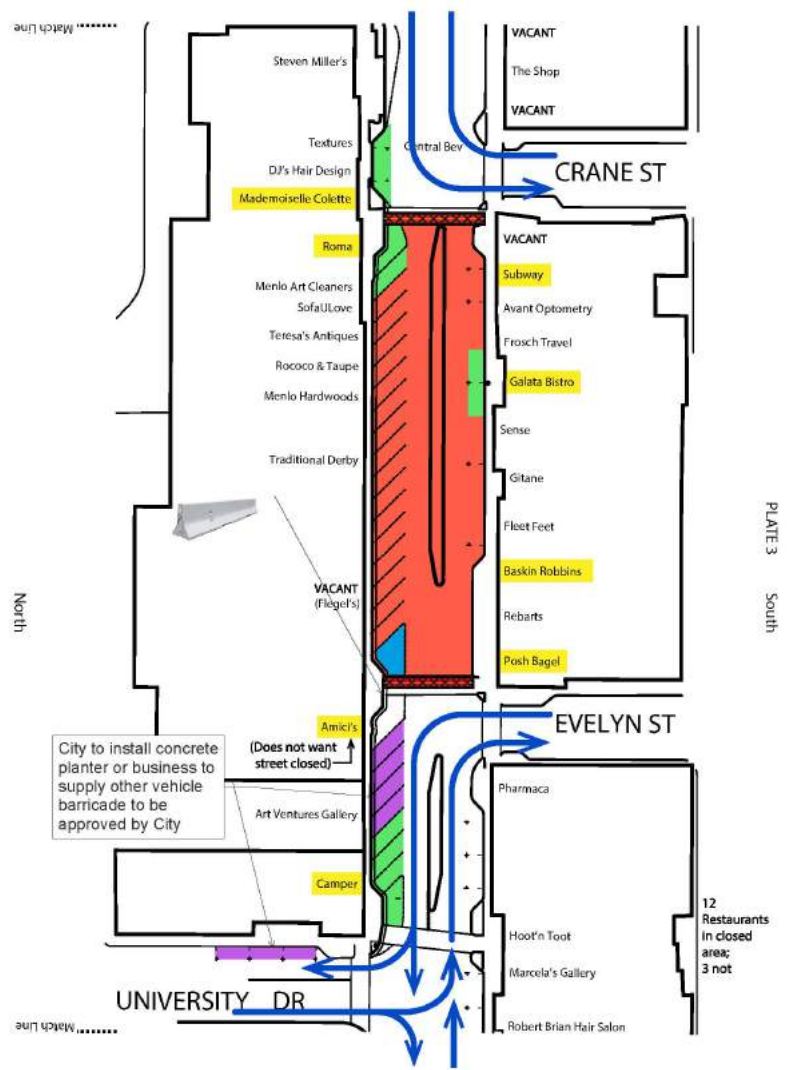 Match Line
VACANT
Steven Miller's
The Shop
VACANT
Textures
Central Bev
DJ's Hair Design
CRANE ST
Mademoiselle Colette
VACANT
Roma
Subway
Menlo Art Cleaners
SofaULove
Avant Optometry
Teresa's Antiques
Frosch Travel
Rococo & Taupe
Galata Bistro
Menlo Hardwoods
Sense
Traditional Derby
Gitane
PLATE 3
Fleet Feet
Baskin Robbins
VACANT
(Flegel's)
North
South
Rebarts
Posh Bagel
Amici's
EVELYN ST
(Does not want
street closed)
City to install concrete
planter or business to
supply other vehicle
barricade to be
approved by City
Pharmaca
Art Ventures Gallery
Camper
12
Restaurants
in closed
area;
3 not
Hoot'n Toot
Marcela's Gallery
UNIVERSITY DR
Match Line
Robert Brian Hair Salon